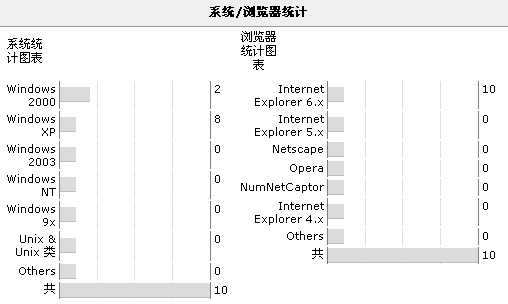 系统/浏览器统计
系统统
计图表
Windows
2000
2
Windows
XP
8
Windows
2003
0
Windows
NT
0
Windows
9x
0
Unix &
Unix 类
0
Others
0
共
10
浏览器
统计图
表
Internet
Explorer 6.x
10
Internet
Explorer 5.x
0
Netscape
0
Opera
0
NumNetCaptor
0
Internet
Explorer 4.x
0
Others
0
共
10